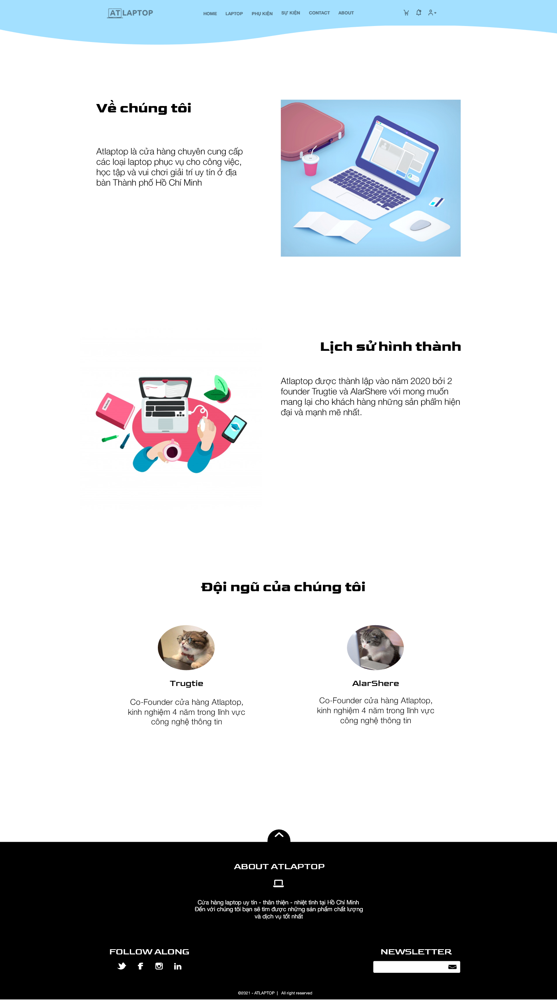 AT LAPTOP
HOME LAPTOP PHỤ KIỆN SỰ KIỆN CONTACT ABOUT
Về chúng tôi
Atlaptop là cửa hàng chuyên cung cấp
các loại laptop phục vụ cho công việc,
học tập và vui chơi giải trí uy tín ở địa
bàn Thành phố Hồ Chí Minh
Lịch sử hình thành
Atlaptop được thành lập vào năm 2020 bởi 2
founder Trugtie và AlarShere với mong muốn
mang lại cho khách hàng những sản phẩm hiện
đại và mạnh mẽ nhất.
Đội ngũ của chúng tôi
Trugtie
Co-Founder cửa hàng Atlaptop,
kinh nghiệm 4 năm trong lĩnh vực
công nghệ thông tin
AlarShere
Co-Founder cửa hàng Atlaptop,
kinh nghiệm 4 năm trong lĩnh vực
công nghệ thông tin
ABOUT ATLAPTOP
Cửa hàng laptop uy tín - thân thiện - nhiệt tình tại Hồ Chí Minh
Đến với chúng tôi bạn sẽ tìm được những sản phẩm chất lượng
và dịch vụ tốt nhất
FOLLOW ALONG
NEWSLETTER
©2021 - ATLAPTOP | All right reserved